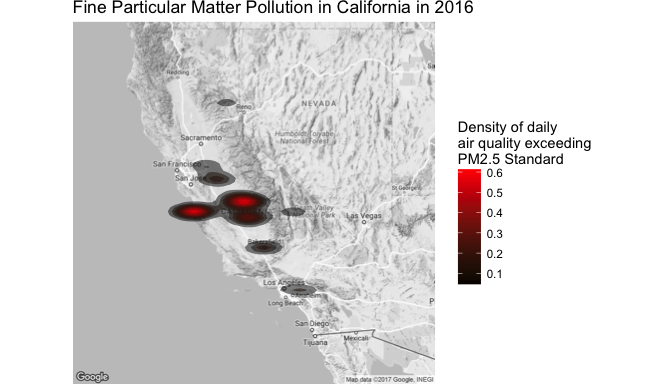 Fine Particular Matter Pollution in California in 2016
Redding
Reno
NEVADA
Sacramento
Humboldt-Toiyabe
National Forest
San Francisco
San Jose
St George
Las Vegas
Los Angeles
Anaheim
Long Beach
San Diego
Tijuana
Mexicali
Google
Map data ©2017 Google, INEGI
Density of daily
air quality exceeding
PM2.5 Standard
0.6
0.5
0.4
0.3
0.2
0.1